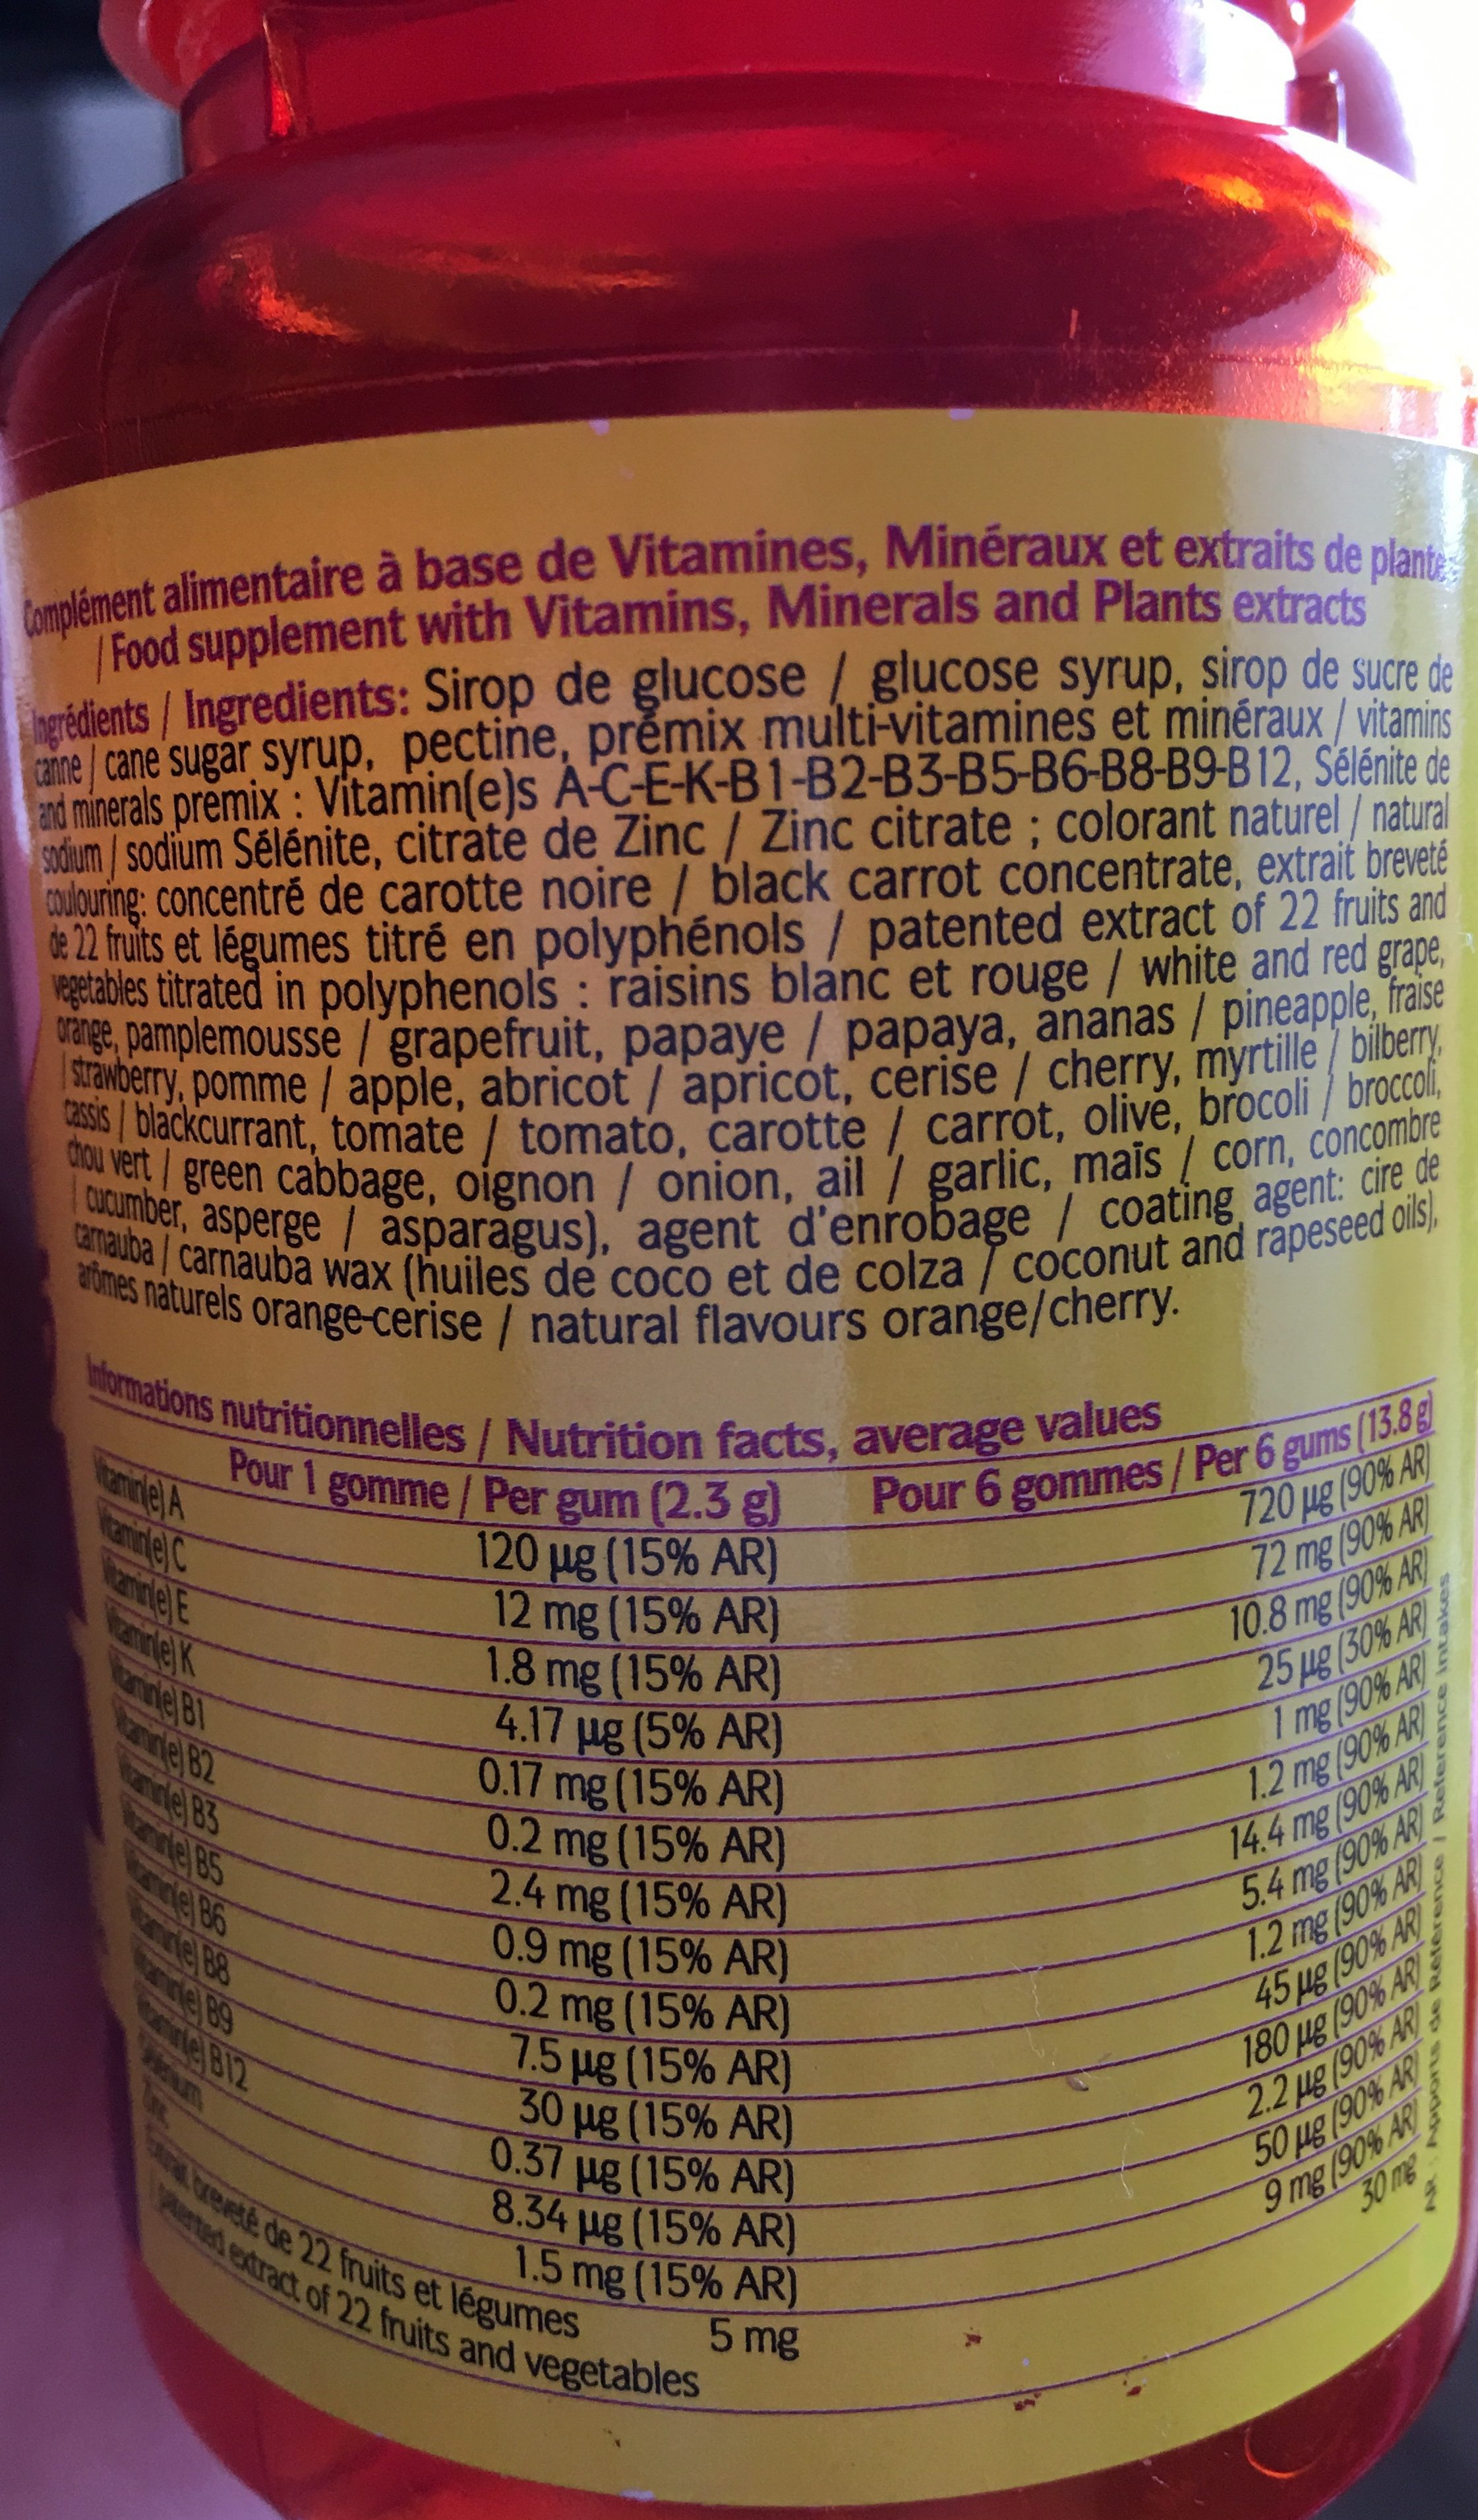 Complément alimentaire à base de Vitamines, Minéraux et extraits de plantes
/ Food supplement with Vitamins, Minerals and Plants extracts
Ingrédients / Ingredients: Sirop de glucose / glucose syrup, sirop de sucre de
canne / cane sugar syrup, pectine, prémix multi-vitamines et minéraux / vitamins
and minerals premix : Vitamin(e)s A-C-E-K-B1-B2-B3-B5-B6-B8-B9-B12, Sélénite de
sodium / sodium Sélénite, citrate de Zinc / Zinc citrate ; colorant naturel / natural
coulouring: concentré de carotte noire / black carrot concentrate, extrait breveté
de 22 fruits et légumes titré en polyphénols / patented extract of 22 fruits and
vegetables titrated in polyphenols : raisins blanc et rouge / white and red grape,
orange, pamplemousse / grapefruit, papaye / papaya, ananas / pineapple, fraise
/ strawberry, pomme / apple, abricot / apricot, cerise / cherry, myrtille / bilberry,
cassis / blackcurrant, tomate / tomato, carotte / carrot, olive, brocoli / broccoli,
chou vert / green cabbage, oignon / onion, ail / garlic, maïs / corn, concombre
/ cucumber, asperge / asparagus), agent d'enrobage / coating agent: cire de
carnauba / carnauba wax (huiles de coco et de colza / coconut and rapeseed oils),
arômes naturels orange-cerise / natural flavours orange/cherry.
Informations nutritionnelles / Nutrition facts, average values
Pour 1 gomme / Per gum (2.3 g) Pour 6 gommes / Per 6 gums (13.8 g)
Vitamin(e) A 120 µg (15% AR) 720 µg (90% AR)
Vitamin(e) C 12 mg (15% AR) 72 mg (90% AR)
Vitamin(e) E 1.8 mg (15% AR) 10.8 mg (90% AR)
Vitamin(e) K 4.17 µg (5% AR) 25 µg (30% AR)
Vitamin(e) B1 0.17 mg (15% AR) 1 mg (90% AR)
Vitamin(e) B2 0.2 mg (15% AR) 1.2 mg (90% AR)
Vitamin(e) B3 2.4 mg (15% AR) 14.4 mg (90% AR)
Vitamin(e) B5 0.9 mg (15% AR) 5.4 mg (90% AR)
Vitamin(e) B6 0.2 mg (15% AR) 1.2 mg (90% AR)
Vitamin(e) B8 7.5 µg (15% AR) 45 µg (90% AR)
Vitamin(e) B9 30 µg (15% AR) 180 µg (90% AR)
Vitamin(e) B12 0.37 µg (15% AR) 2.2 µg (90% AR)
Sélénium 8.34 µg (15% AR) 50 µg (90% AR)
Zinc 1.5 mg (15% AR) 9 mg (90% AR)
Extrait breveté de 22 fruits et légumes 5 mg 30 mg
/ patented extract of 22 fruits and vegetables
AR : Apports de Référence / Reference intakes